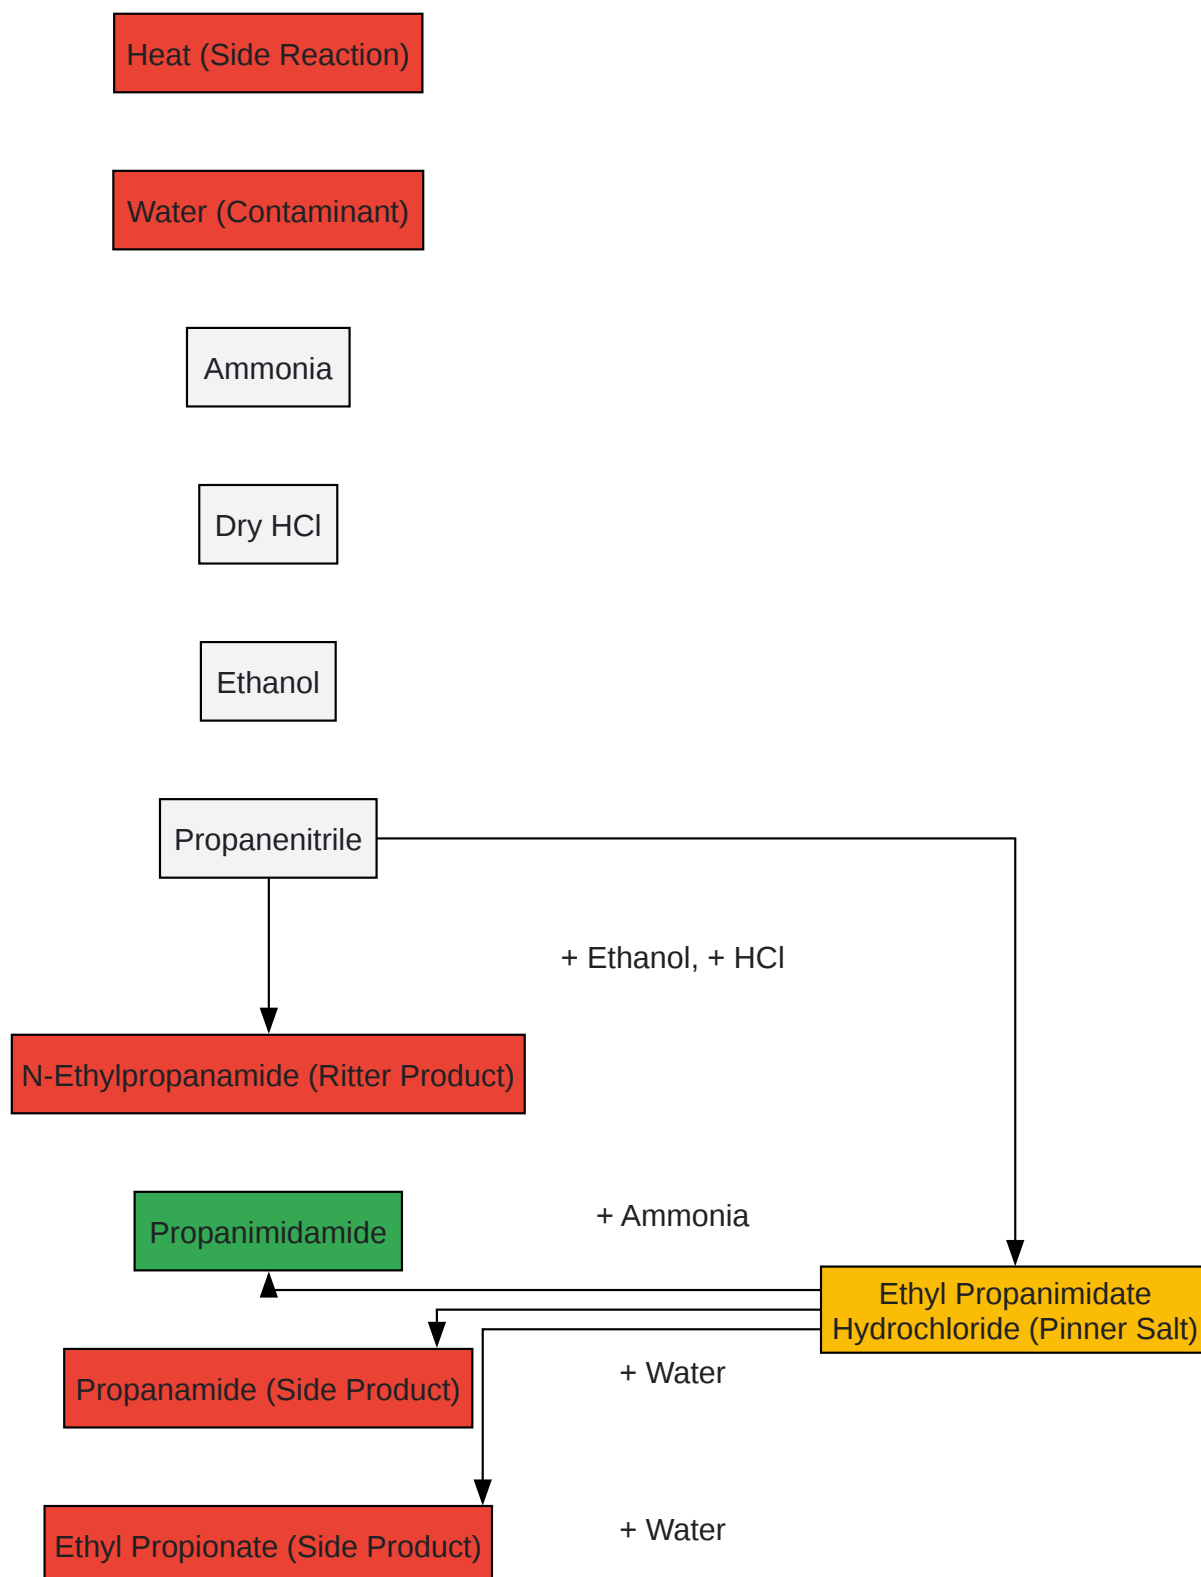 Heat (Side Reaction)
Water (Contaminant)
Ammonia
Dry HCl
Ethanol
Propanenitrile
+ Ethanol, + HCl
N-Ethylpropanamide (Ritter Product)
+ Ammonia
Propanimidamide
Ethyl Propanimidate
Hydrochloride (Pinner Salt)
+ Water
Propanamide (Side Product)
+ Water
Ethyl Propionate (Side Product)